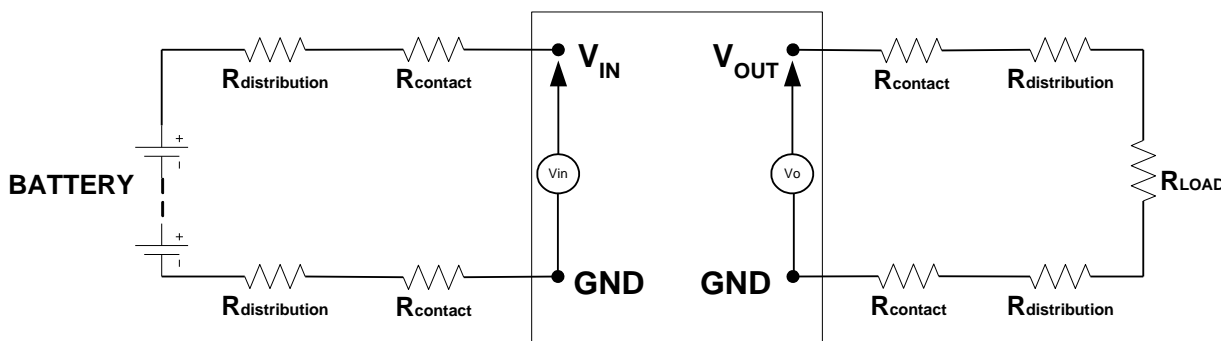 Rdistribution Rcontact VIN VOUT Rcontact Rdistribution
+
-
BATTERY Vin Vo RLOAD
+
-
GND GND
Rdistribution Rcontact Rcontact Rdistribution